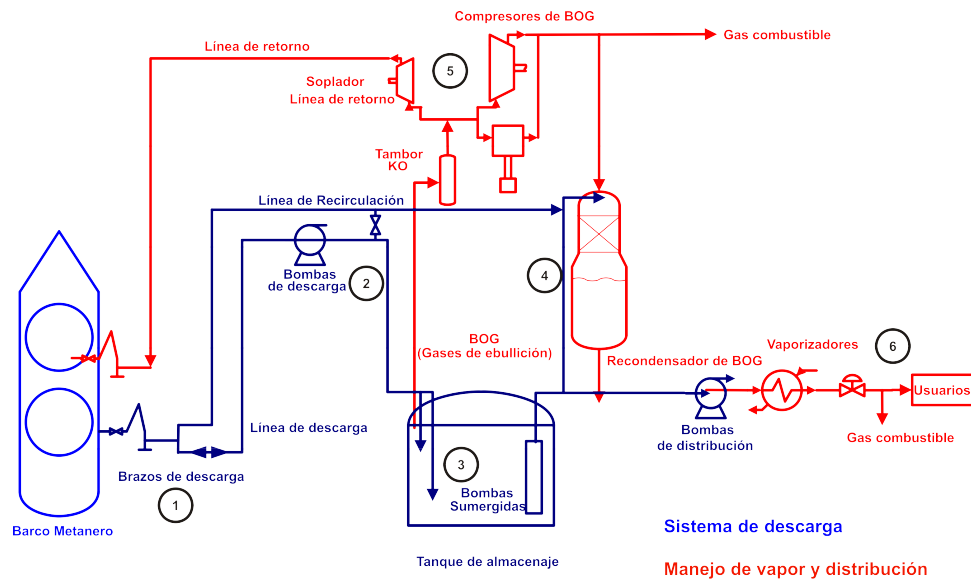 Compresores de BOG
Gas combustible
Línea de retorno
5
Soplador
Línea de retorno
Tambor
KO
Línea de Recirculación
Bombas
de descarga
2
4
BOG
(Gases de ebullición)
Recondensador de BOG
Vaporizadores
6
Usuarios
Línea de descarga
Bombas
de distribución
Gas combustible
Brazos de descarga
1
3
Bombas
Sumergidas
Barco Metanero
Tanque de almacenaje
Sistema de descarga
Manejo de vapor y distribución